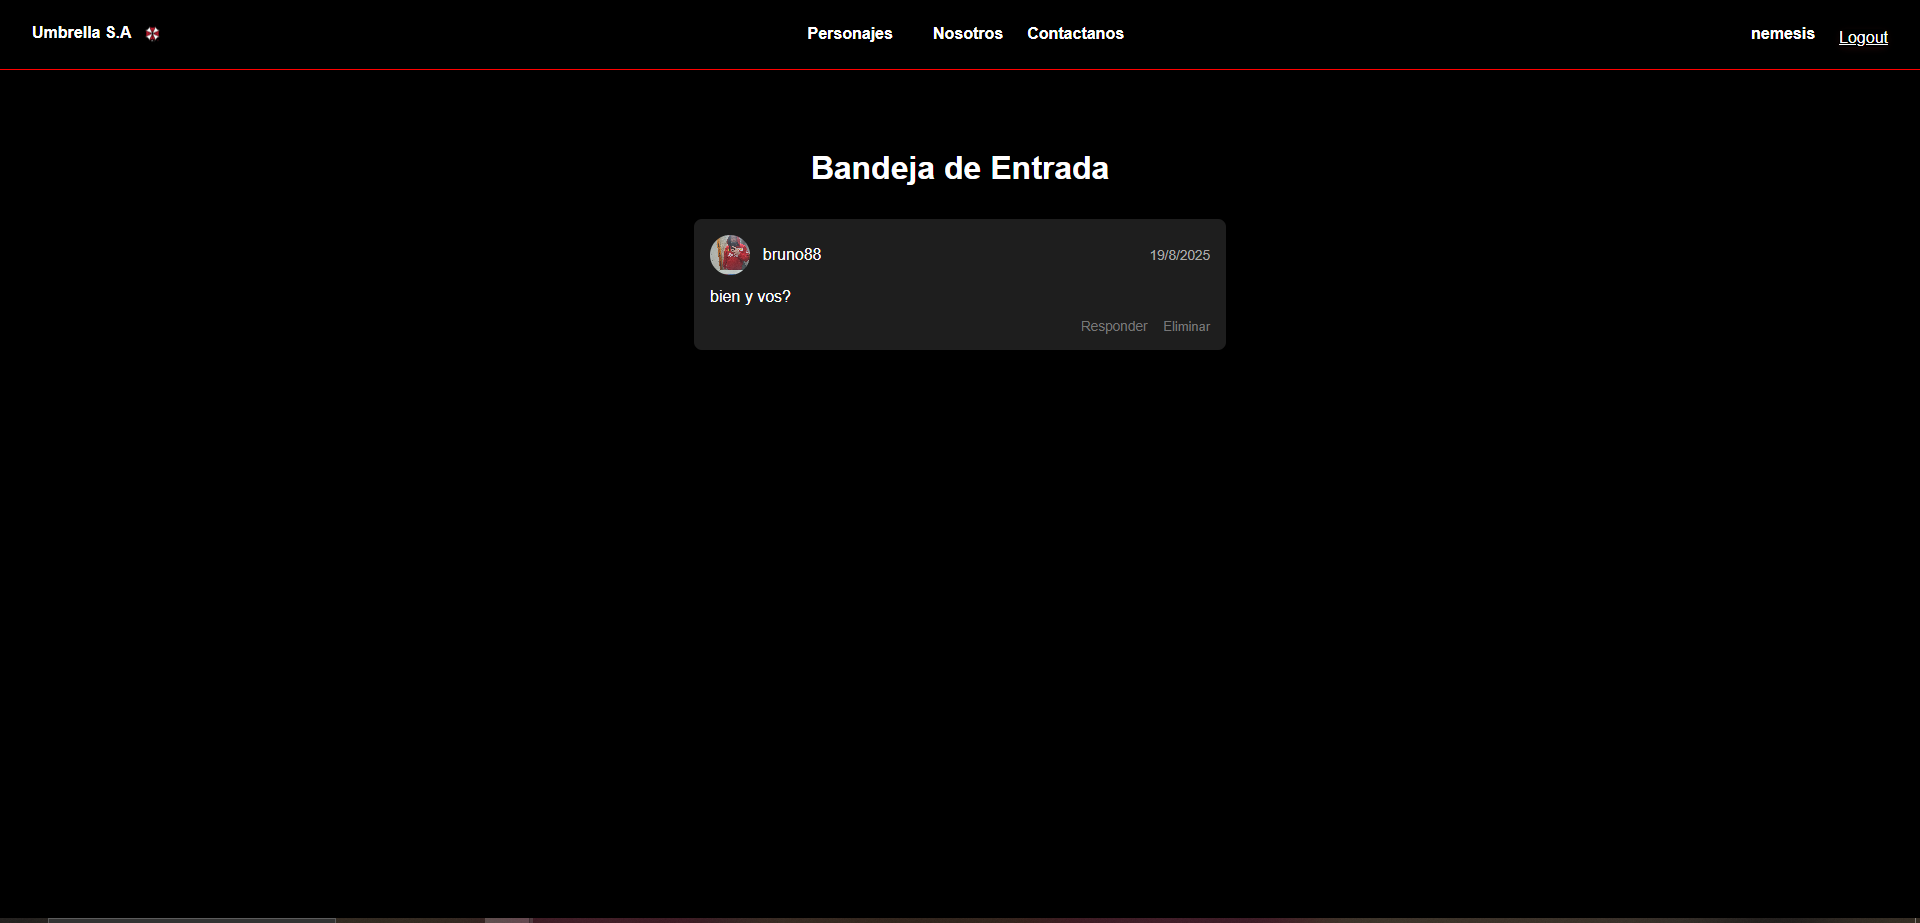 Umbrella S.A
Personajes Nosotros Contactanos
nemesis Logout
Bandeja de Entrada
bruno88 19/8/2025
bien y vos?
Responder Eliminar